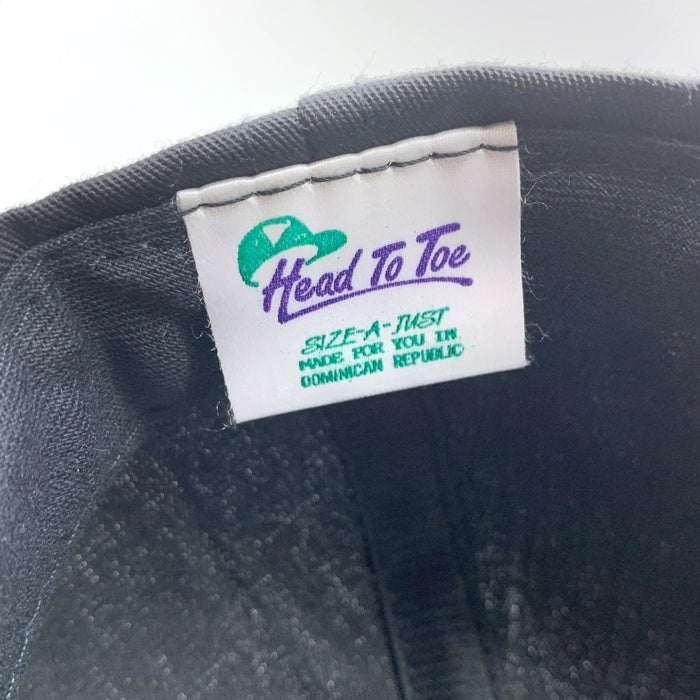 Head To Toe
SIZE-A-JUST
MADE FOR YOU IN
DOMINICAN REPUBLIC